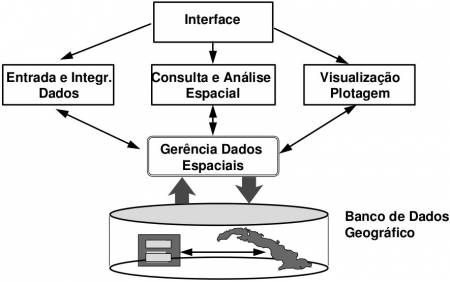 Interface
Entrada e Integr.
Dados
Consulta e Análise
Espacial
Visualização
Plotagem
Gerência Dados
Espaciais
Banco de Dados
Geográfico